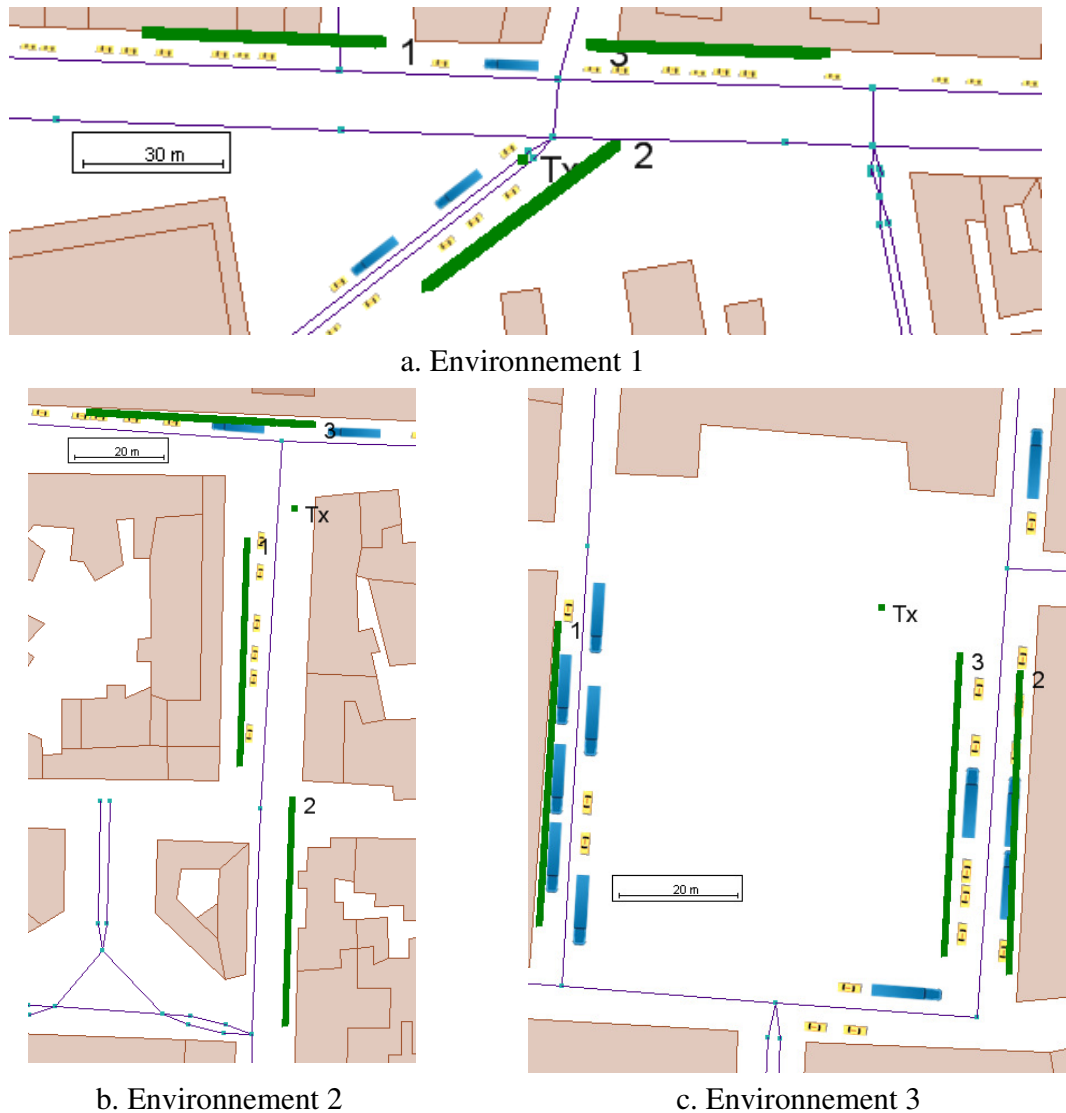 1
3
30 m
Tx
2
a. Environnement 1
3
20 m
Tx
1
2
Tx
1
3
2
20 m
b. Environnement 2
c. Environnement 3